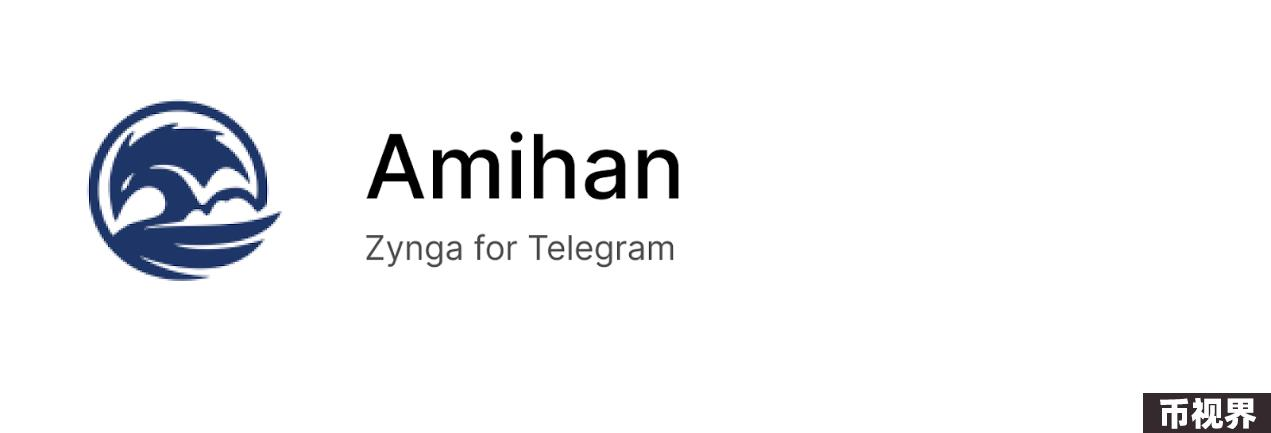 Amihan
Zynga for Telegram
币视界